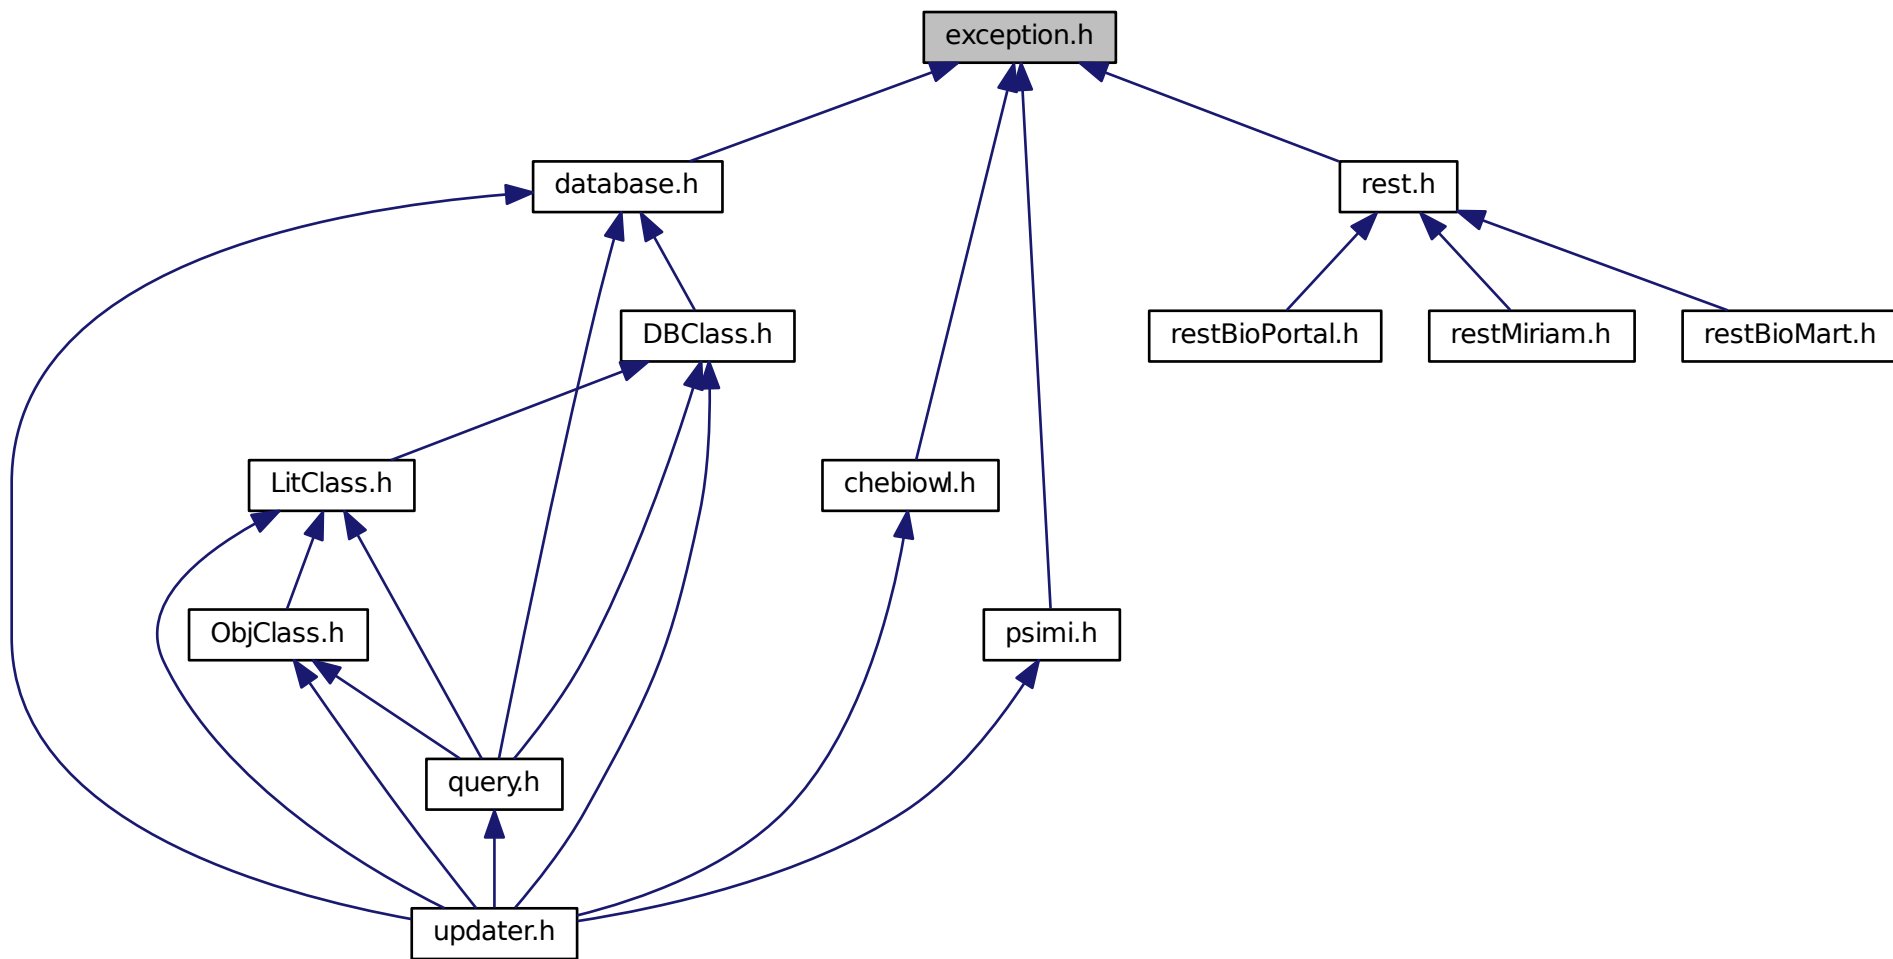 exception.h
database.h
rest.h
DBClass.h
restBioPortal.h
restMiriam.h
restBioMart.h
LitClass.h
chebiowl.h
ObjClass.h
psimi.h
query.h
updater.h